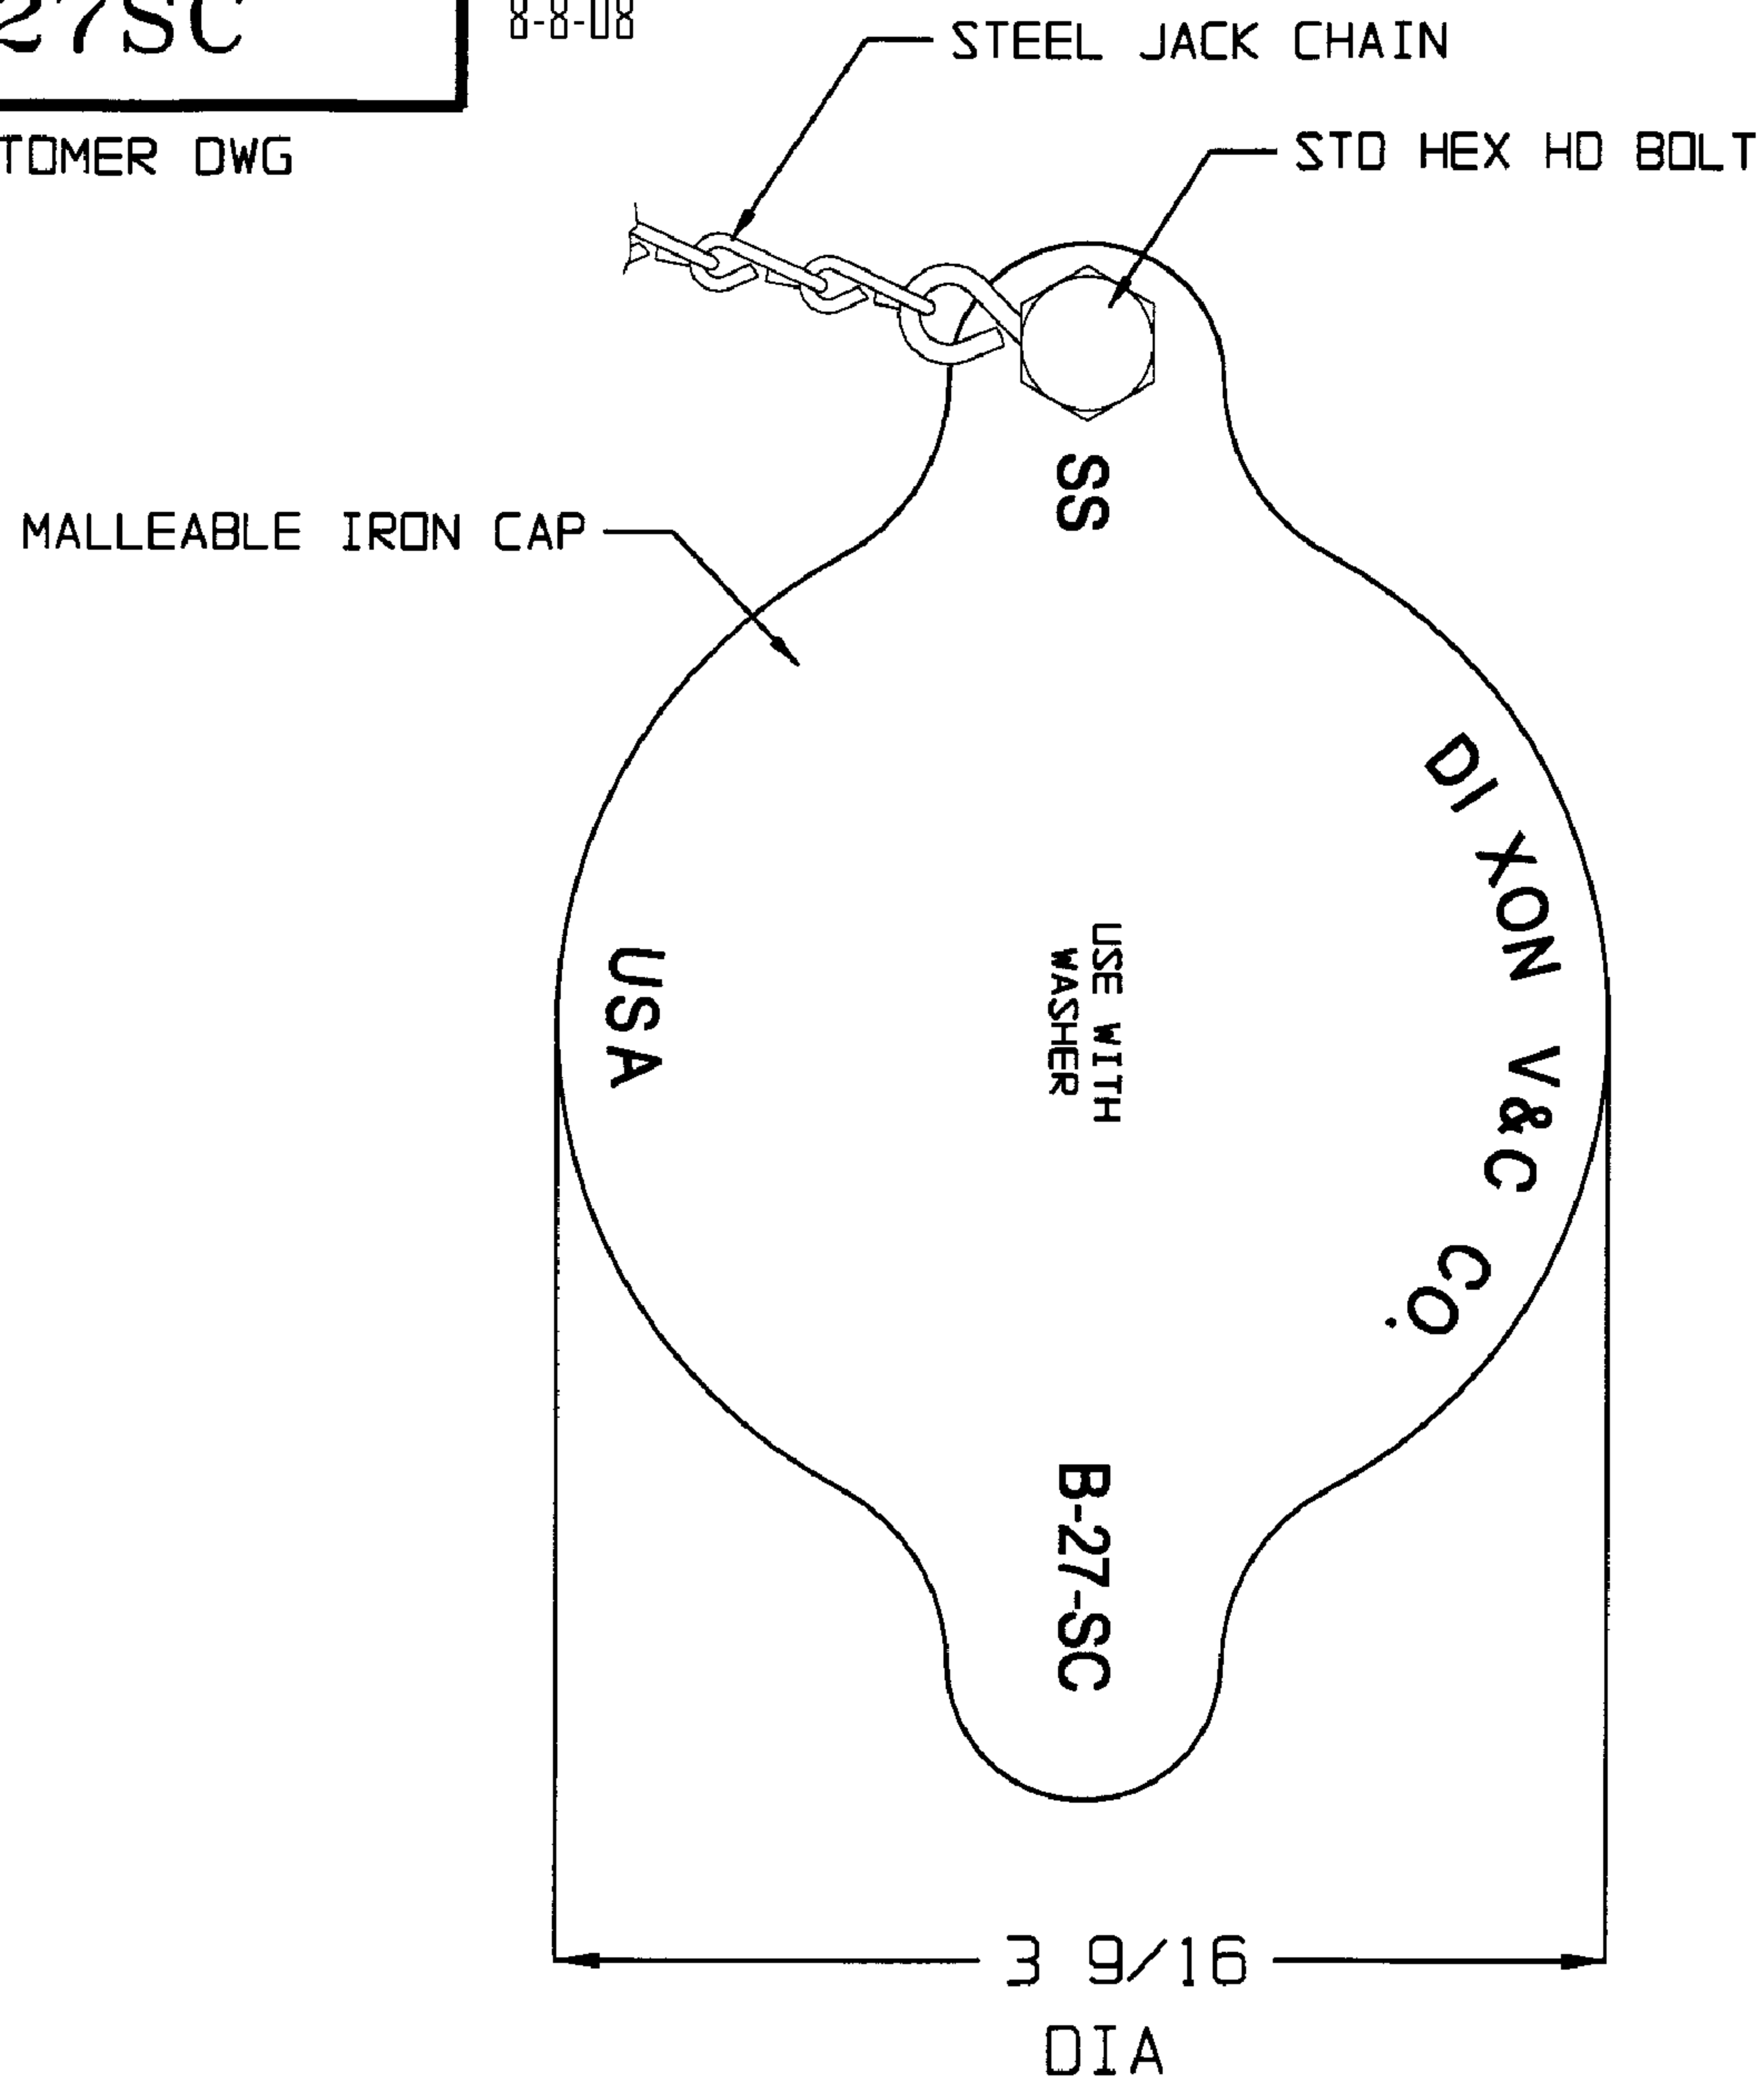 27SC
8-8-08
TOMER DWG
STEEL JACK CHAIN
STD HEX HD BOLT
MALLEABLE IRON CAP
SS
DIXON V&C CO.
USE WITH
WASHER
USA
B-27-SC
3 9/16
DIA